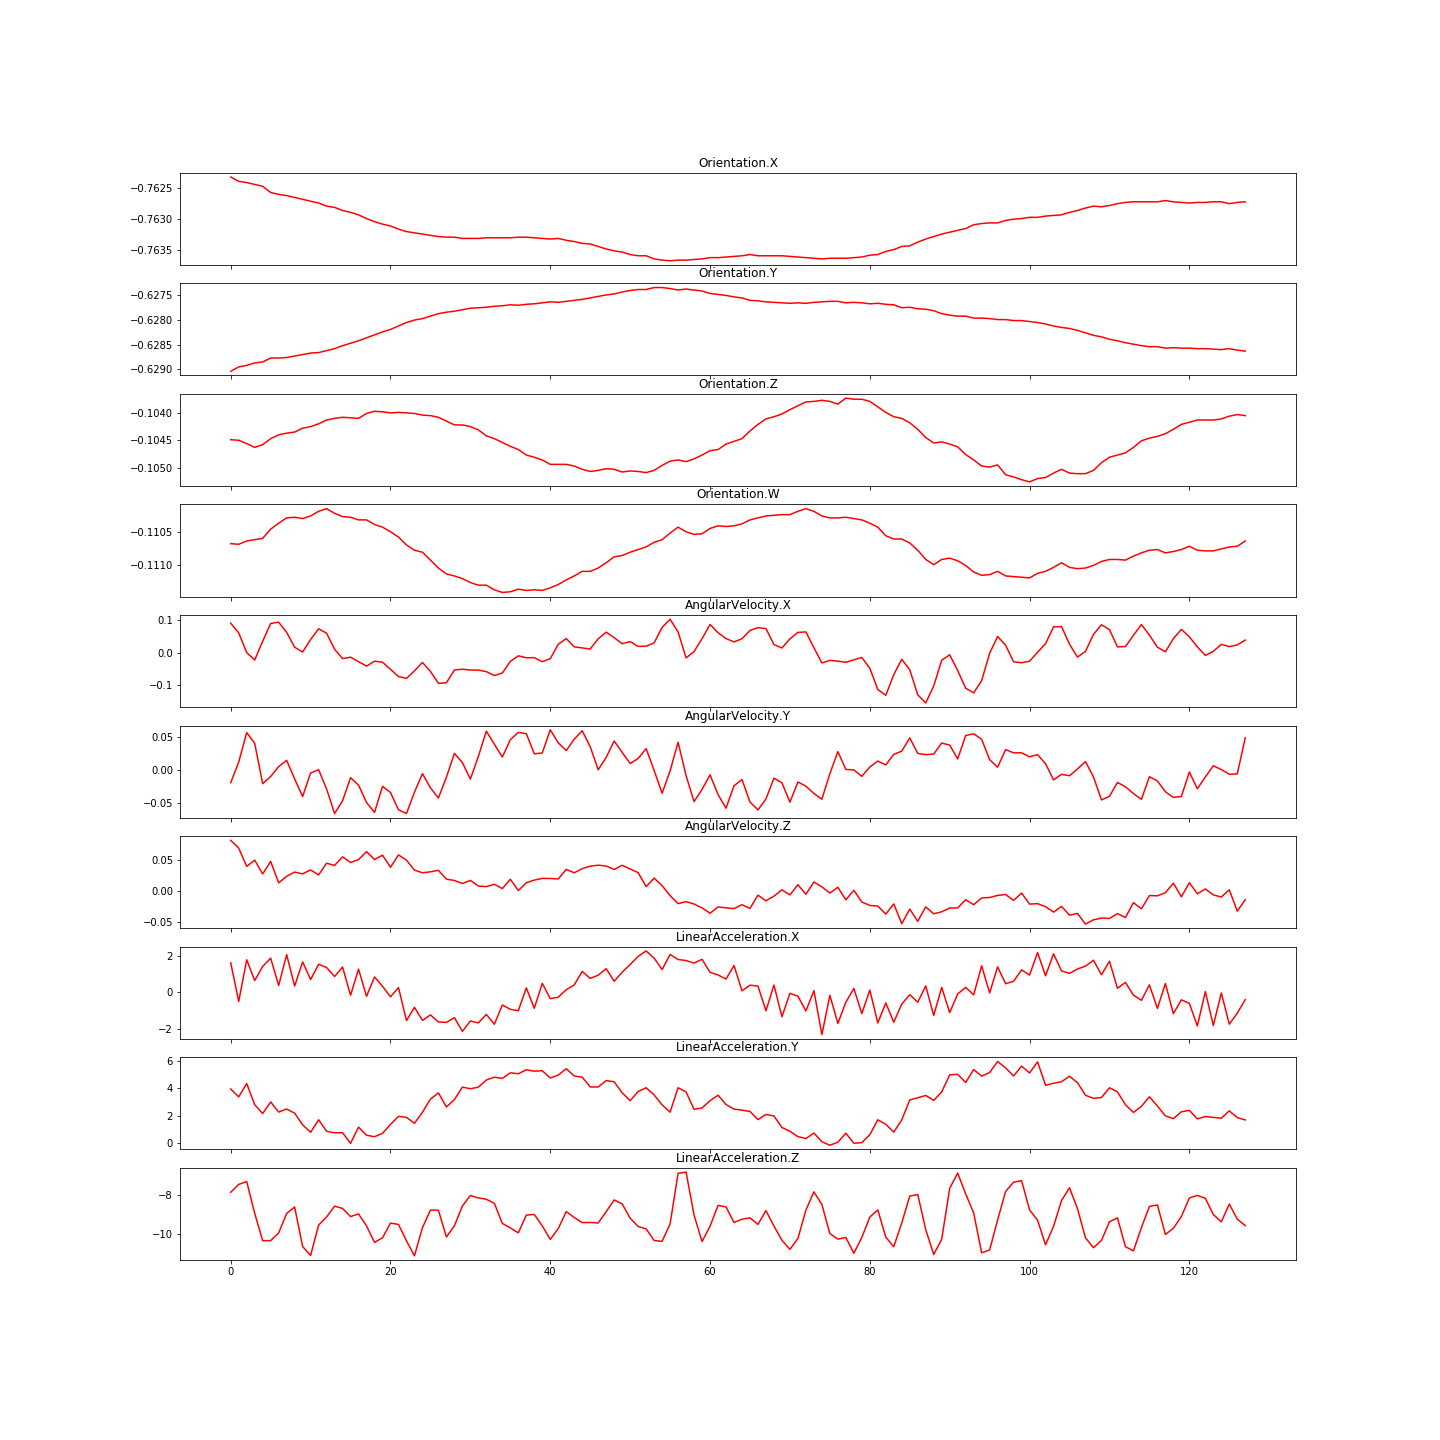 Orientation.X
−0.7625
−0.7630
−0.7635
Orientation.Y
−0.6275
−0.6280
−0.6285
−0.6290
Orientation.Z
−0.1040
−0.1045
−0.1050
Orientation.W
−0.1105
−0.1110
AngularVelocity.X
0.1
0.0
−0.1
AngularVelocity.Y
0.05
0.00
−0.05
AngularVelocity.Z
0.05
0.00
−0.05
LinearAcceleration.X
2
0
−2
LinearAcceleration.Y
6
4
2
0
LinearAcceleration.Z
−8
−10
0 20 40 60 80 100 120